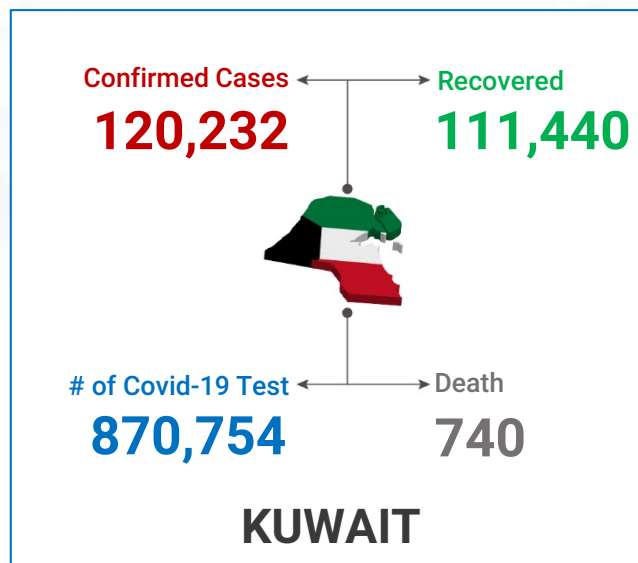 Confirmed Cases
120,232
Recovered
111,440
# of Covid-19 Test
870,754
Death
740
KUWAIT